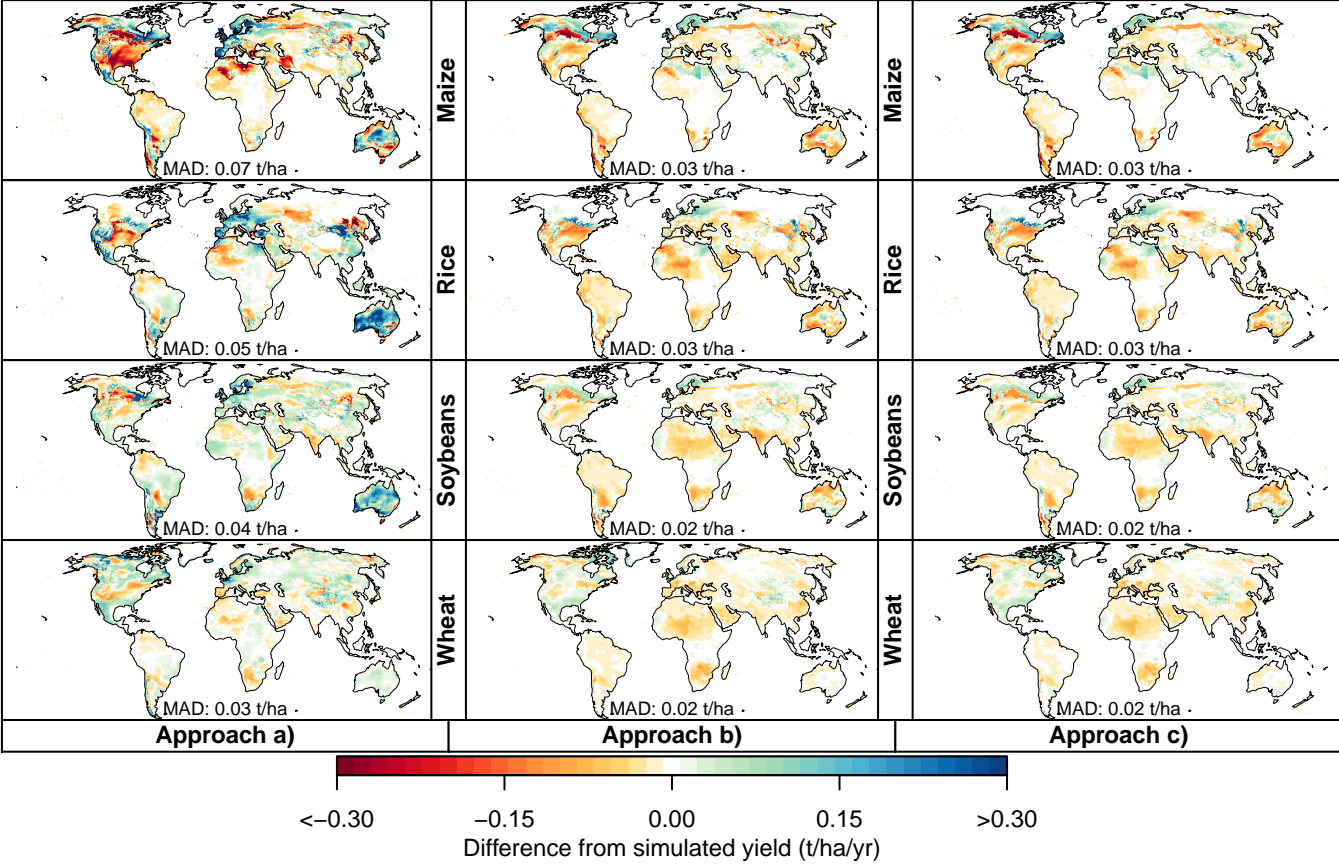 MAD: 0.07 t/ha
Maize
MAD: 0.03 t/ha
Maize
MAD: 0.03 t/ha
MAD: 0.05 t/ha
Rice
MAD: 0.03 t/ha
Rice
MAD: 0.03 t/ha
MAD: 0.04 t/ha
Soybeans
MAD: 0.02 t/ha
Soybeans
MAD: 0.02 t/ha
MAD: 0.03 t/ha
Wheat
MAD: 0.02 t/ha
Wheat
MAD: 0.02 t/ha
Approach a)
Approach b)
Approach c)
<−0.30 −0.15 0.00 0.15 >0.30
Difference from simulated yield (t/ha/yr)